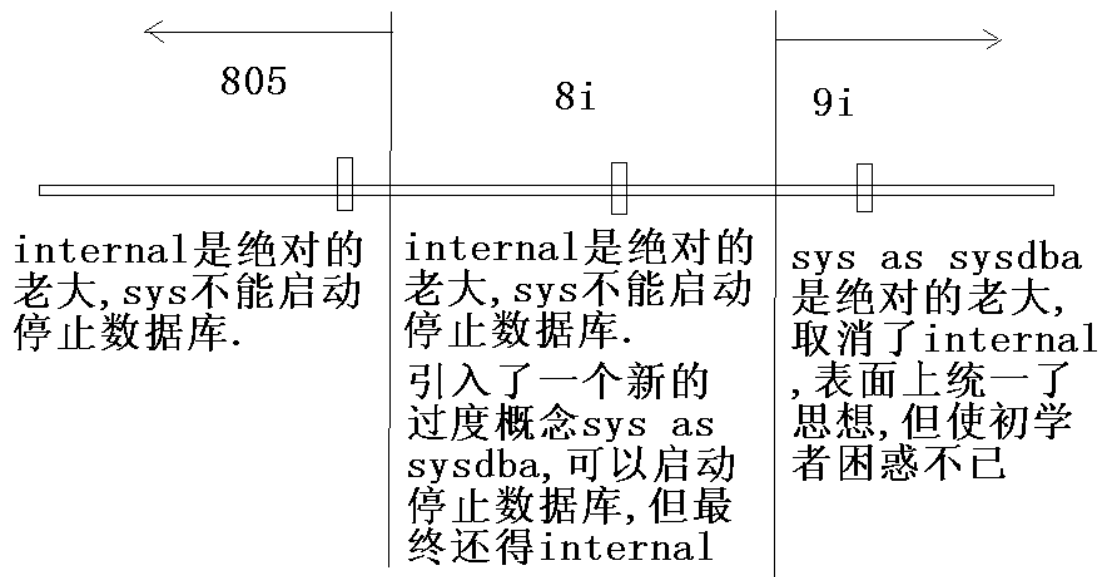 805
8i
9i
internal是绝对的
老大,sys不能启动
停止数据库.
internal是绝对的
老大,sys不能启动
停止数据库.
引入了一个新的
过度概念sys as
sysdba,可以启动
停止数据库,但最
终还得internal
sys as sysdba
是绝对的老大,
取消了internal
,表面上统一了
思想,但使初学
者困惑不已